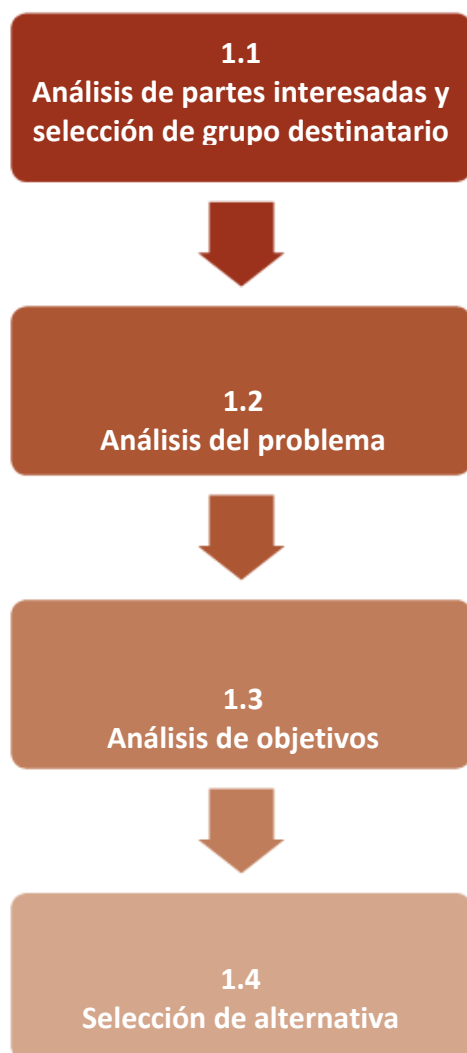 1.1
Análisis de partes interesadas y
selección de grupo destinatario
1.2
Análisis del problema
1.3
Análisis de objetivos
1.4
Selección de alternativa